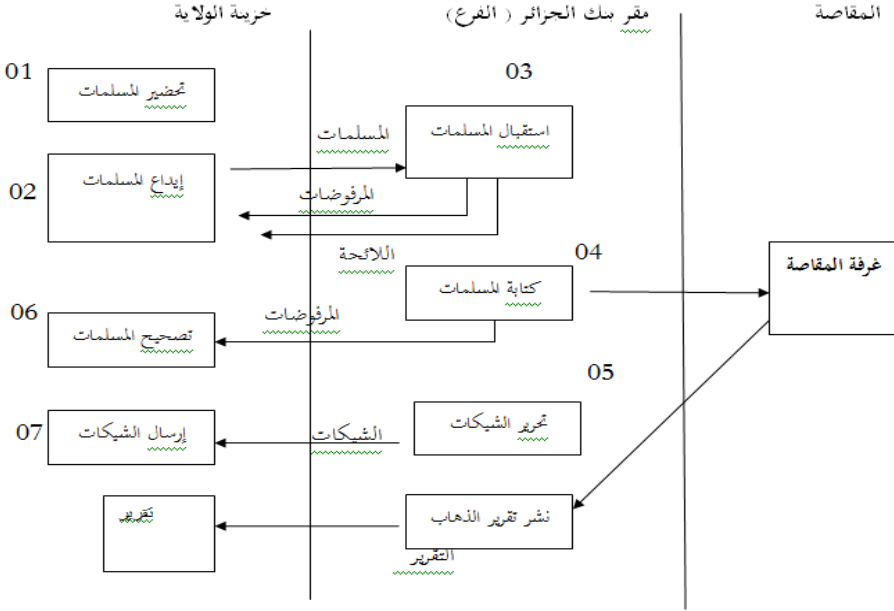 المقاصة
مقر بنك الجزائر ( الفرع)
خزينة الولاية
01
تحضير المسلمات
03
استقبال المسلمات
المسلمات
02
إيداع المسلمات
المرفوضات
اللائحة
04
كتابة المسلمات
غرفة المقاصة
06
تصحيح المسلمات
المرفوضات
05
تحرير الشيكات
الشيكات
07
إرسال الشيكات
نشر تقرير الذهاب
التقرير
تقرير